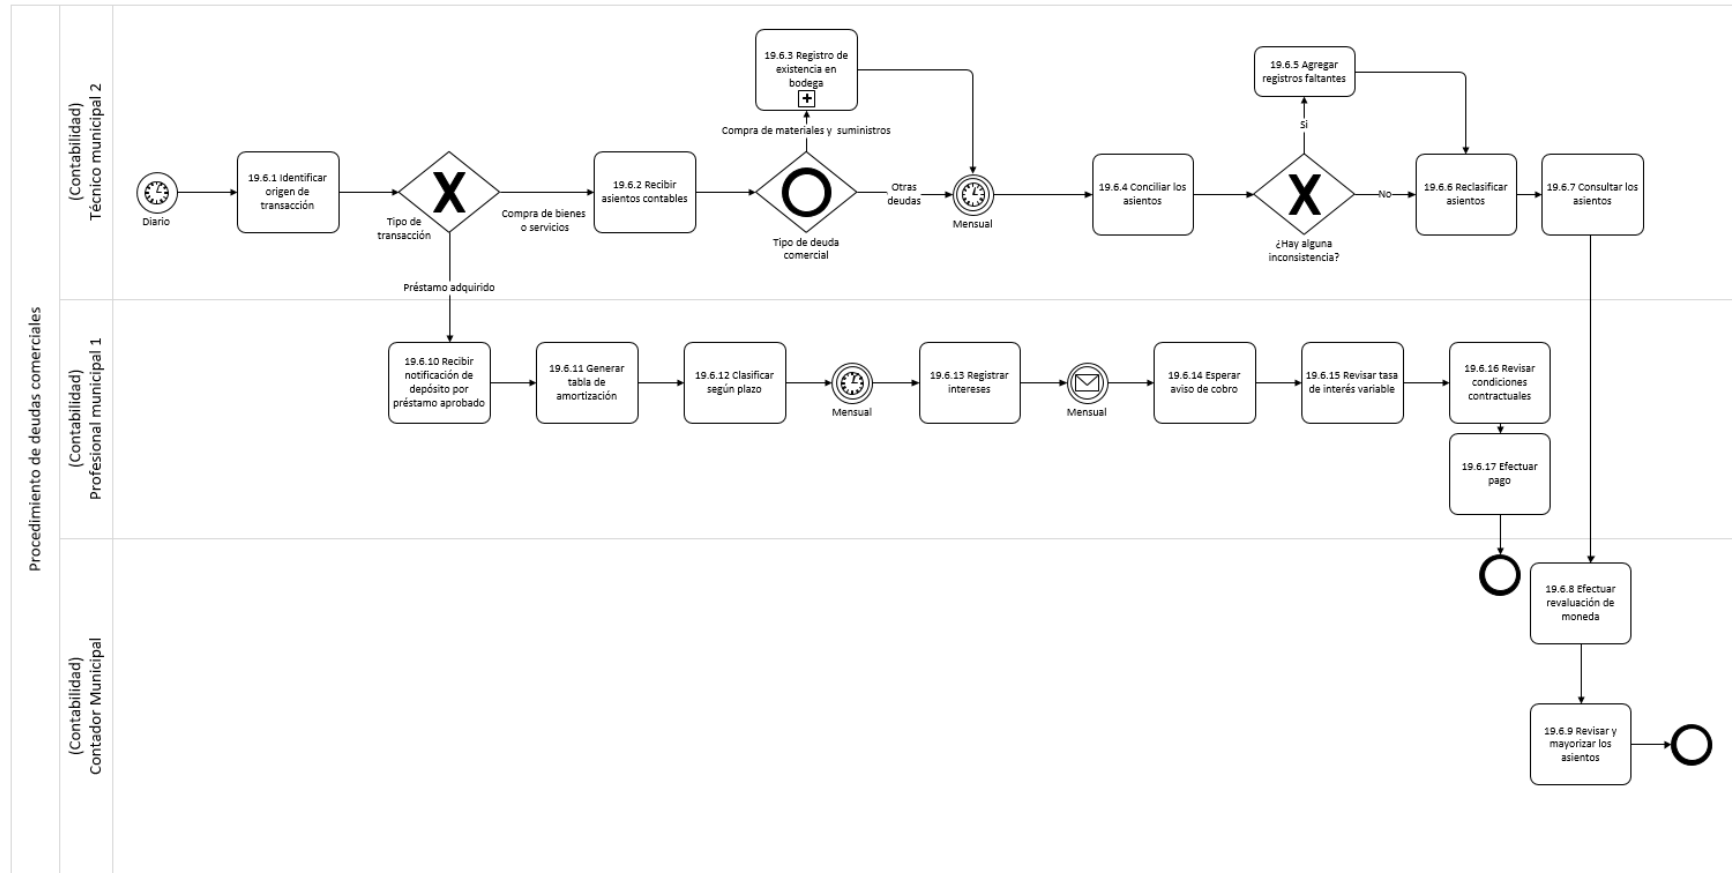 Procedimiento de deudas comerciales
(Contabilidad)
Técnico municipal 2
Diario
19.6.1 Identificar
origen de
transacción
Tipo de
transacción
Compra de bienes
o servicios
Préstamo adquirido
19.6.2 Recibir
asientos contables
19.6.3 Registro de
existencia en
bodega
Compra de materiales y suministros
Tipo de deuda
comercial
Otras
deudas
Mensual
19.6.4 Conciliar los
asientos
¿Hay alguna
inconsistencia?
Si
19.6.5 Agregar
registros faltantes
No
19.6.6 Reclasificar
asientos
19.6.7 Consultar los
asientos
(Contabilidad)
Profesional municipal 1
19.6.10 Recibir
notificación de
depósito por
préstamo aprobado
19.6.11 Generar
tabla de
amortización
19.6.12 Clasificar
según plazo
Mensual
19.6.13 Registrar
intereses
Mensual
19.6.14 Esperar
aviso de cobro
19.6.15 Revisar tasa
de interés variable
19.6.16 Revisar
condiciones
contractuales
19.6.17 Efectuar
pago
(Contabilidad)
Contador Municipal
19.6.8 Efectuar
revaluación de
moneda
19.6.9 Revisar y
mayorizar los
asientos